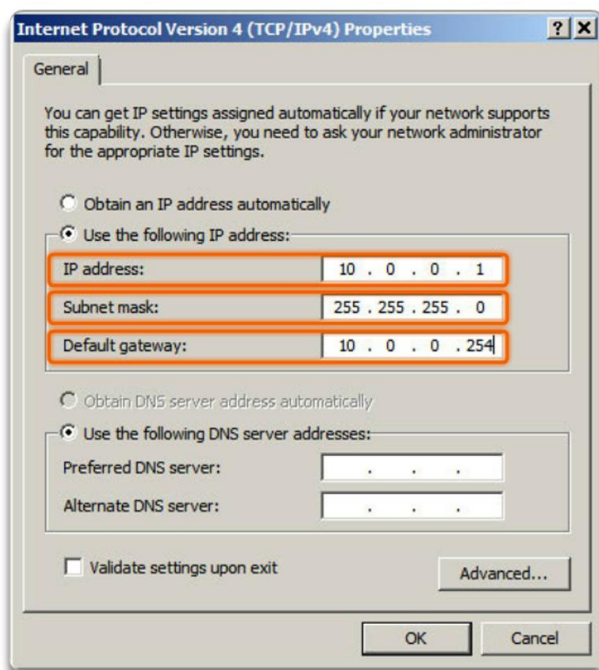 Internet Protocol Version 4 (TCP/IPv4) Properties ? X
General
You can get IP settings assigned automatically if your network supports
this capability. Otherwise, you need to ask your network administrator
for the appropriate IP settings.
Obtain an IP address automatically
Use the following IP address:
IP address: 10 . 0 . 0 . 1
Subnet mask: 255 . 255 . 255 . 0
Default gateway: 10 . 0 . 0 . 254
Obtain DNS server address automatically
Use the following DNS server addresses:
Preferred DNS server: . . .
Alternate DNS server: . . .
Validate settings upon exit
Advanced...
OK Cancel